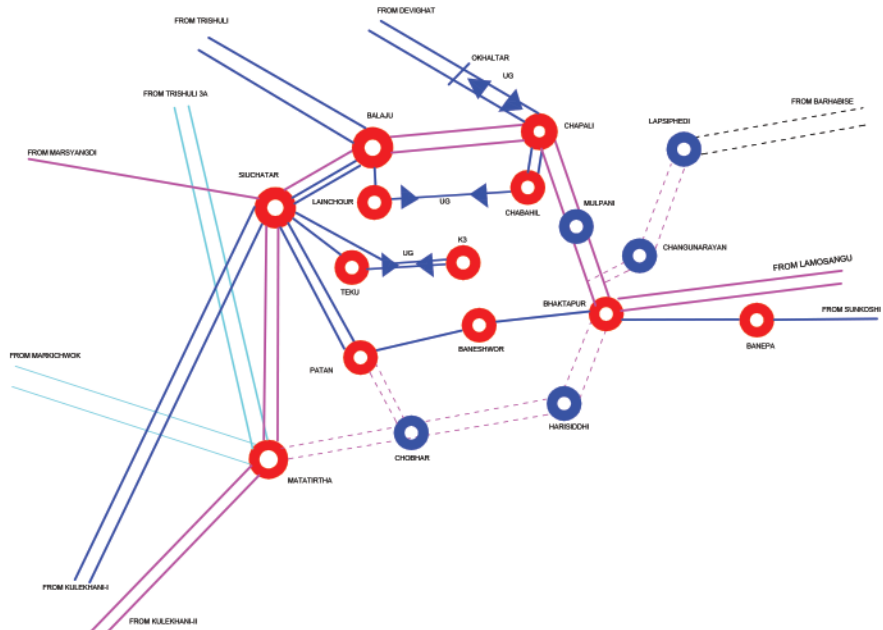 FROM DEVIGHAT
FROM TRISHULI
OKHALTAR
UG
FROM TRISHULI 3A
BALAJU
CHAPALI
LAPSIPHEDI
FROM BARHABISE
FROM MARSYANGDI
SIUCHATAR
LAINCHOUR
UG
CHABAHIL
MULPANI
UG
K3
CHANGUNARAYAN
TEKU
FROM LAMOSANGU
BHAKTAPUR
FROM SUNKOSHI
BANESHWOR
BANEPA
FROM MARKICHWOK
PATAN
HARISIDDHI
CHOBHAR
MATATIRTHA
FROM KULEKHANI-I
FROM KULEKHANI-II